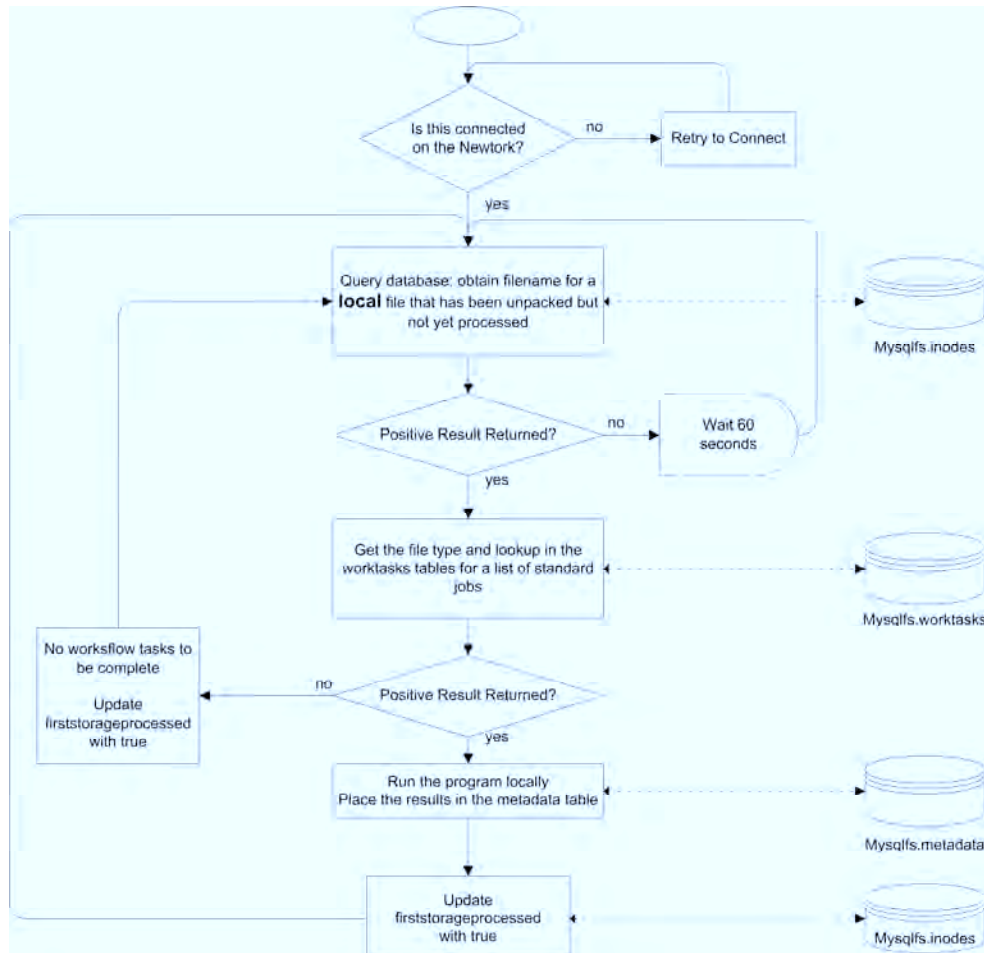 Is this connected
on the Newtork?
no
Retry to Connect
yes
Query database: obtain filename for a
local file that has been unpacked but
not yet processed
Mysqlfs.inodes
Positive Result Returned?
no
Wait 60
seconds
yes
Get the file type and lookup in the
worktasks tables for a list of standard
jobs
Mysqlfs.worktasks
No worksflow tasks to
be complete
Update
firststorageprocessed
with true
no
Positive Result Returned?
yes
Run the program locally
Place the results in the metadata table
Mysqlfs.metadata
Update
firststorageprocessed
with true
Mysqlfs.inodes